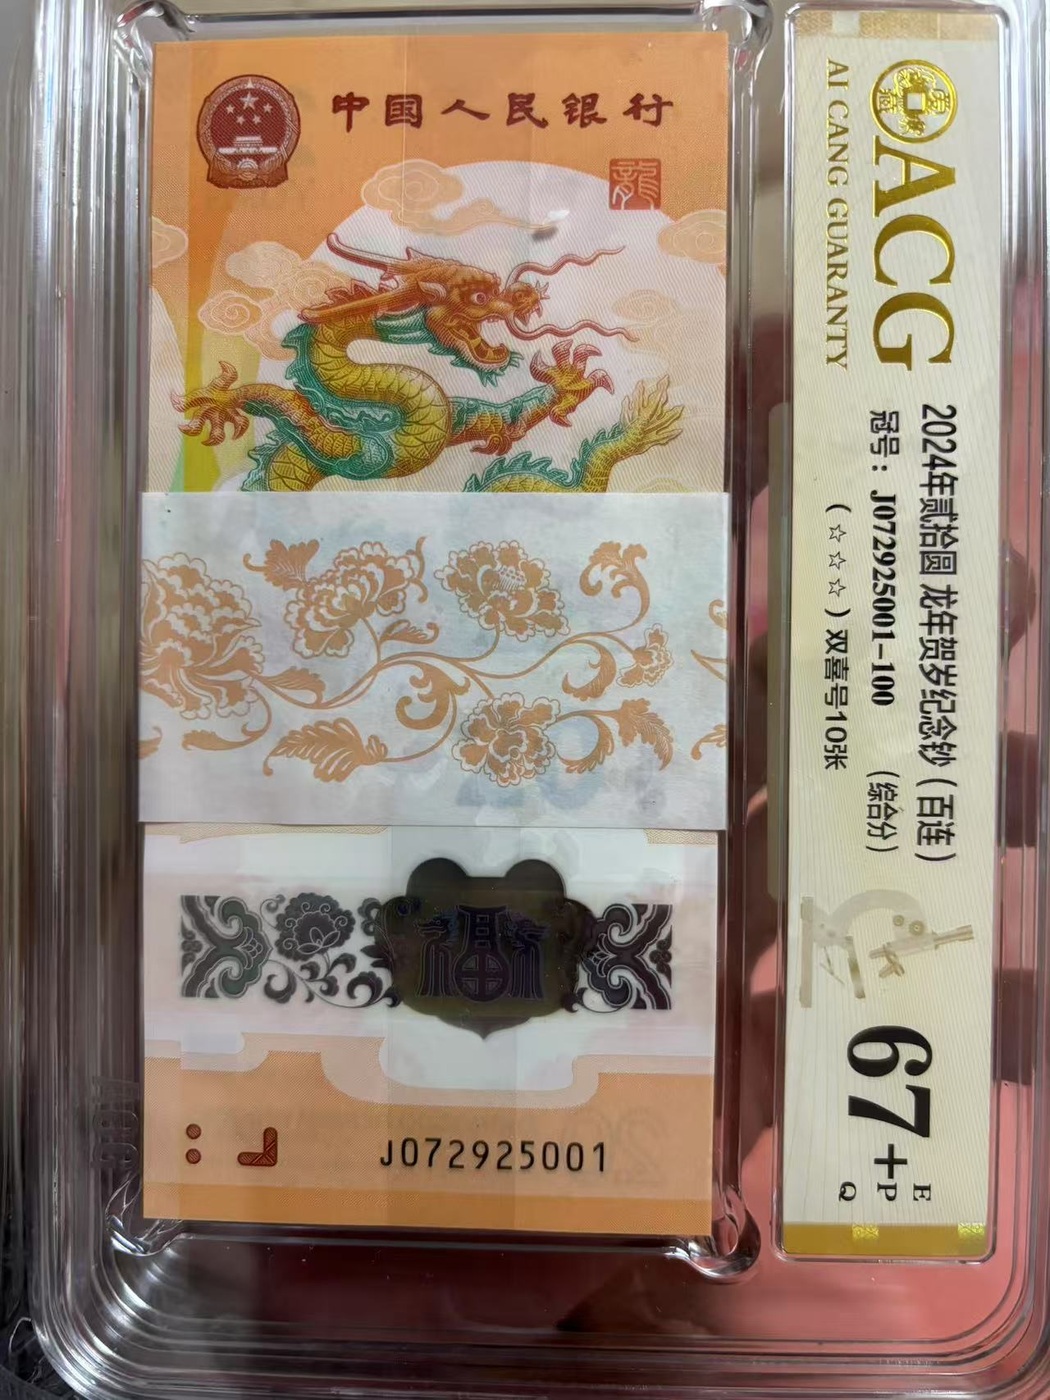 中国人民银行
龍
福
J072925001
ACG
AI CANG GUARANTY
2024年贰拾圆 龙年贺岁纪念钞（百连）
冠号：J072925001-100 （综合分）
（☆☆☆）双喜号10张
67+
E
P
Q